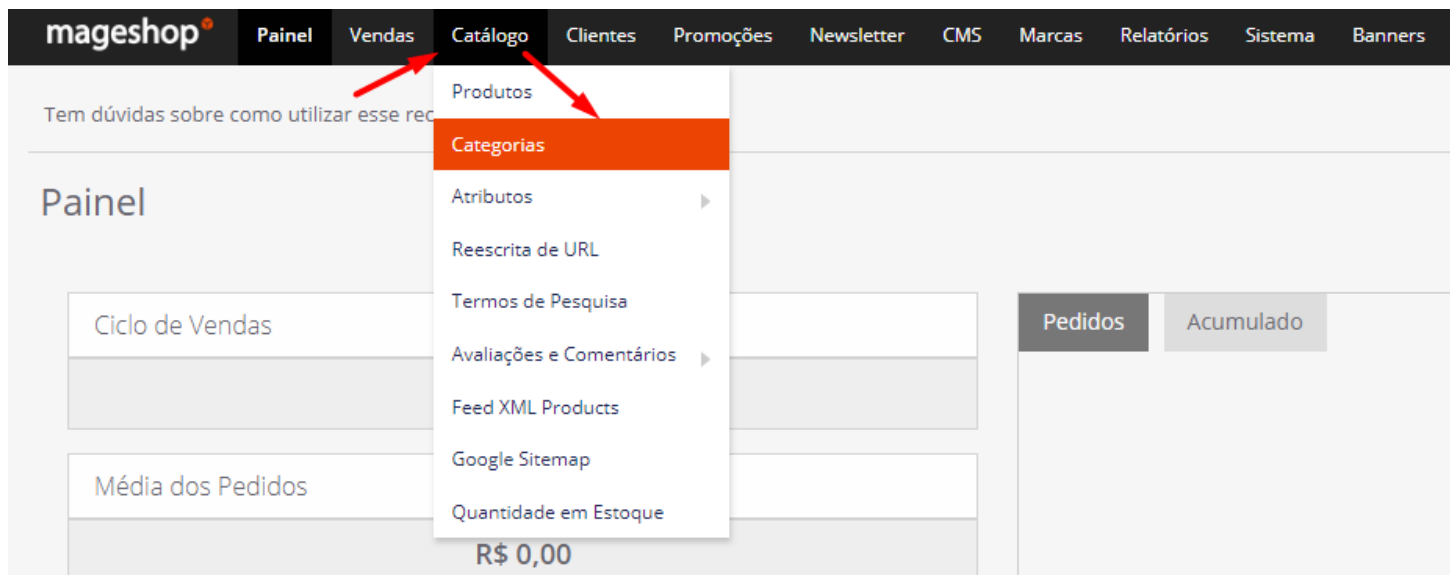 mageshop Painel Vendas Catálogo Clientes Promoções Newsletter CMS Marcas Relatórios Sistema Banners
Tem dúvidas sobre como utilizar esse
Produtos
Categorias
Atributos
Reescrita de URL
Termos de Pesquisa
Avaliações e Comentários
Feed XML Products
Google Sitemap
Quantidade em Estoque
Painel
Ciclo de Vendas
Média dos Pedidos
R$ 0,00
Pedidos Acumulado